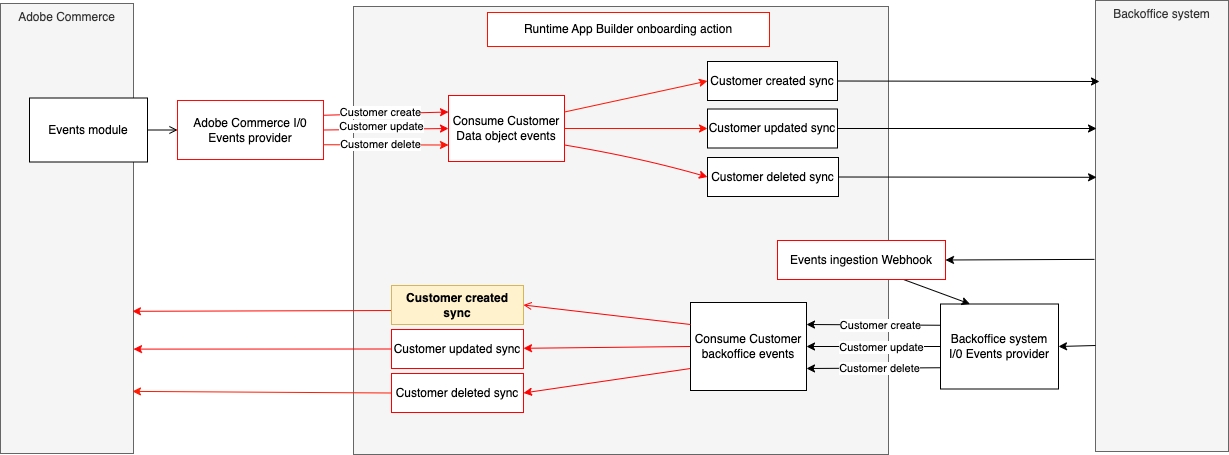 Adobe Commerce
Backoffice system
Runtime App Builder onboarding action
Events module
Adobe Commerce I/0
Events provider
Customer create
Customer update
Customer delete
Consume Customer
Data object events
Customer created sync
Customer updated sync
Customer deleted sync
Events ingestion Webhook
Customer created
sync
Customer updated sync
Customer deleted sync
Consume Customer
backoffice events
Customer create
Customer update
Customer delete
Backoffice system
I/0 Events provider